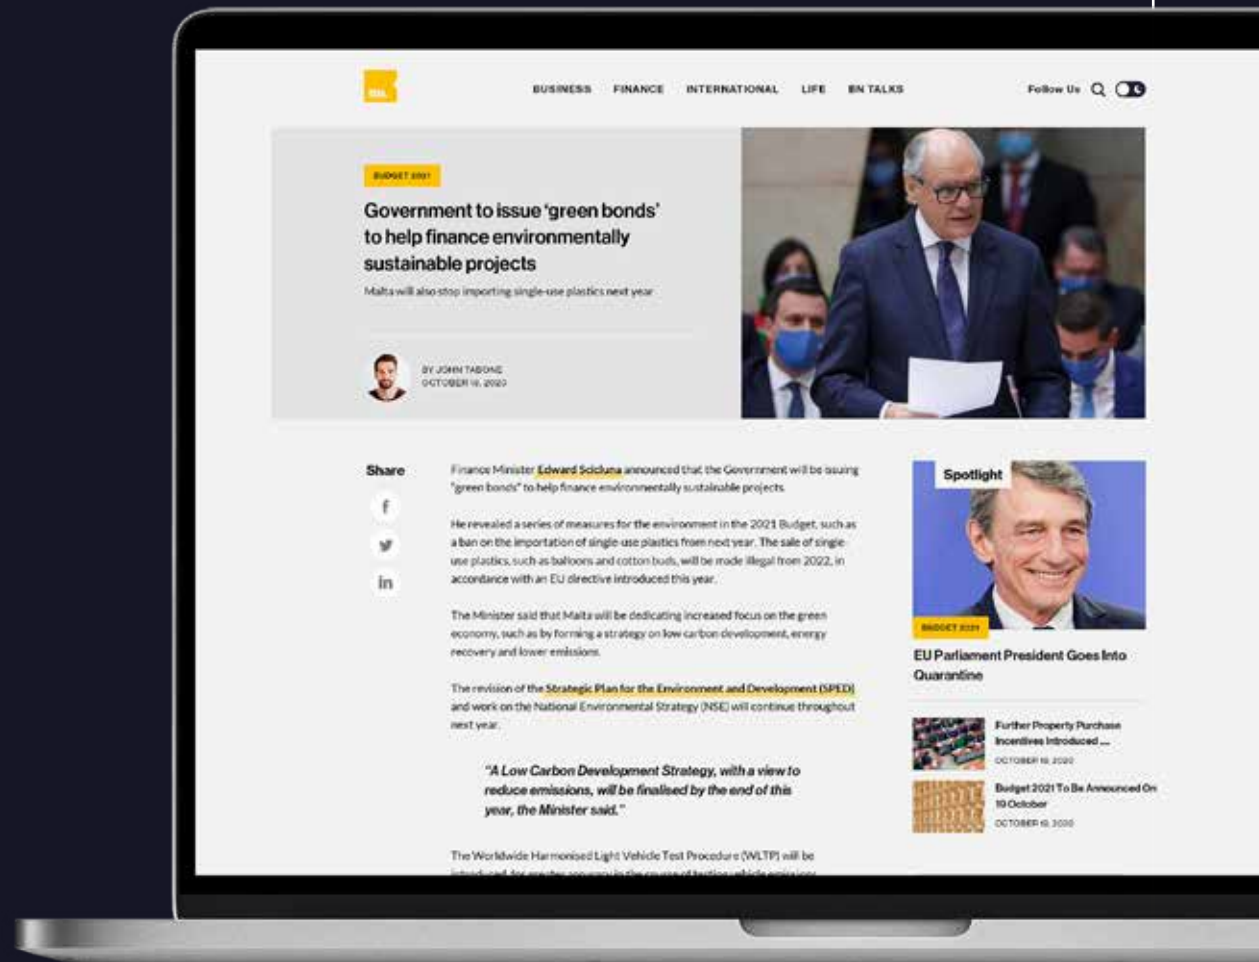 BN.
BUSINESS FINANCE INTERNATIONAL LIFE BN TALKS
Follow Us
BUDGET 2021
Government to issue ‘green bonds’
to help finance environmentally
sustainable projects
Malta will also stop importing single-use plastics next year
BY JOHN TABONE
OCTOBER 19, 2020
Share
f
in
Finance Minister Edward Scicluna announced that the Government will be issuing
"green bonds" to help finance environmentally sustainable projects.
He revealed a series of measures for the environment in the 2021 Budget, such as
a ban on the importation of single-use plastics from next year. The sale of single-
use plastics, such as balloons and cotton buds, will be made illegal from 2022, in
accordance with an EU directive introduced this year.
The Minister said that Malta will be dedicating increased focus on the green
economy, such as by forming a strategy on low carbon development, energy
recovery and lower emissions.
The revision of the Strategic Plan for the Environment and Development (SPED)
and work on the National Environmental Strategy (NSE) will continue throughout
next year.
"A Low Carbon Development Strategy, with a view to
reduce emissions, will be finalised by the end of this
year, the Minister said."
The Worldwide Harmonised Light Vehicle Test Procedure (WLTP) will be
Spotlight
BUDGET 2021
EU Parliament President Goes Into
Quarantine
Further Property Purchase
Incentives Introduced ...
OCTOBER 19, 2020
Budget 2021 To Be Announced On
19 October
OCTOBER 19, 2020